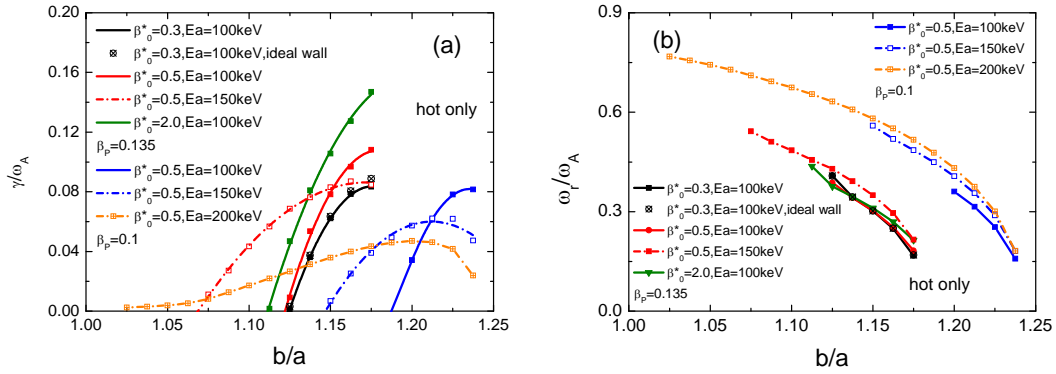 (a)
β*₀=0.3,Ea=100keV
β*₀=0.3,Ea=100keV,ideal wall
β*₀=0.5,Ea=100keV
β*₀=0.5,Ea=150keV
β*₀=2.0,Ea=100keV
βₚ=0.135
β*₀=0.5,Ea=100keV
β*₀=0.5,Ea=150keV
β*₀=0.5,Ea=200keV
βₚ=0.1
hot only
γ/ω_A
0.20
0.16
0.12
0.08
0.04
0.00
1.00 1.05 1.10 1.15 1.20 1.25
b/a
(b)
β*₀=0.5,Ea=100keV
β*₀=0.5,Ea=150keV
β*₀=0.5,Ea=200keV
βₚ=0.1
β*₀=0.3,Ea=100keV
β*₀=0.3,Ea=100keV,ideal wall
β*₀=0.5,Ea=100keV
β*₀=0.5,Ea=150keV
β*₀=2.0,Ea=100keV
βₚ=0.135
hot only
ω_r/ω_A
0.9
0.6
0.3
0.0
1.00 1.05 1.10 1.15 1.20 1.25
b/a